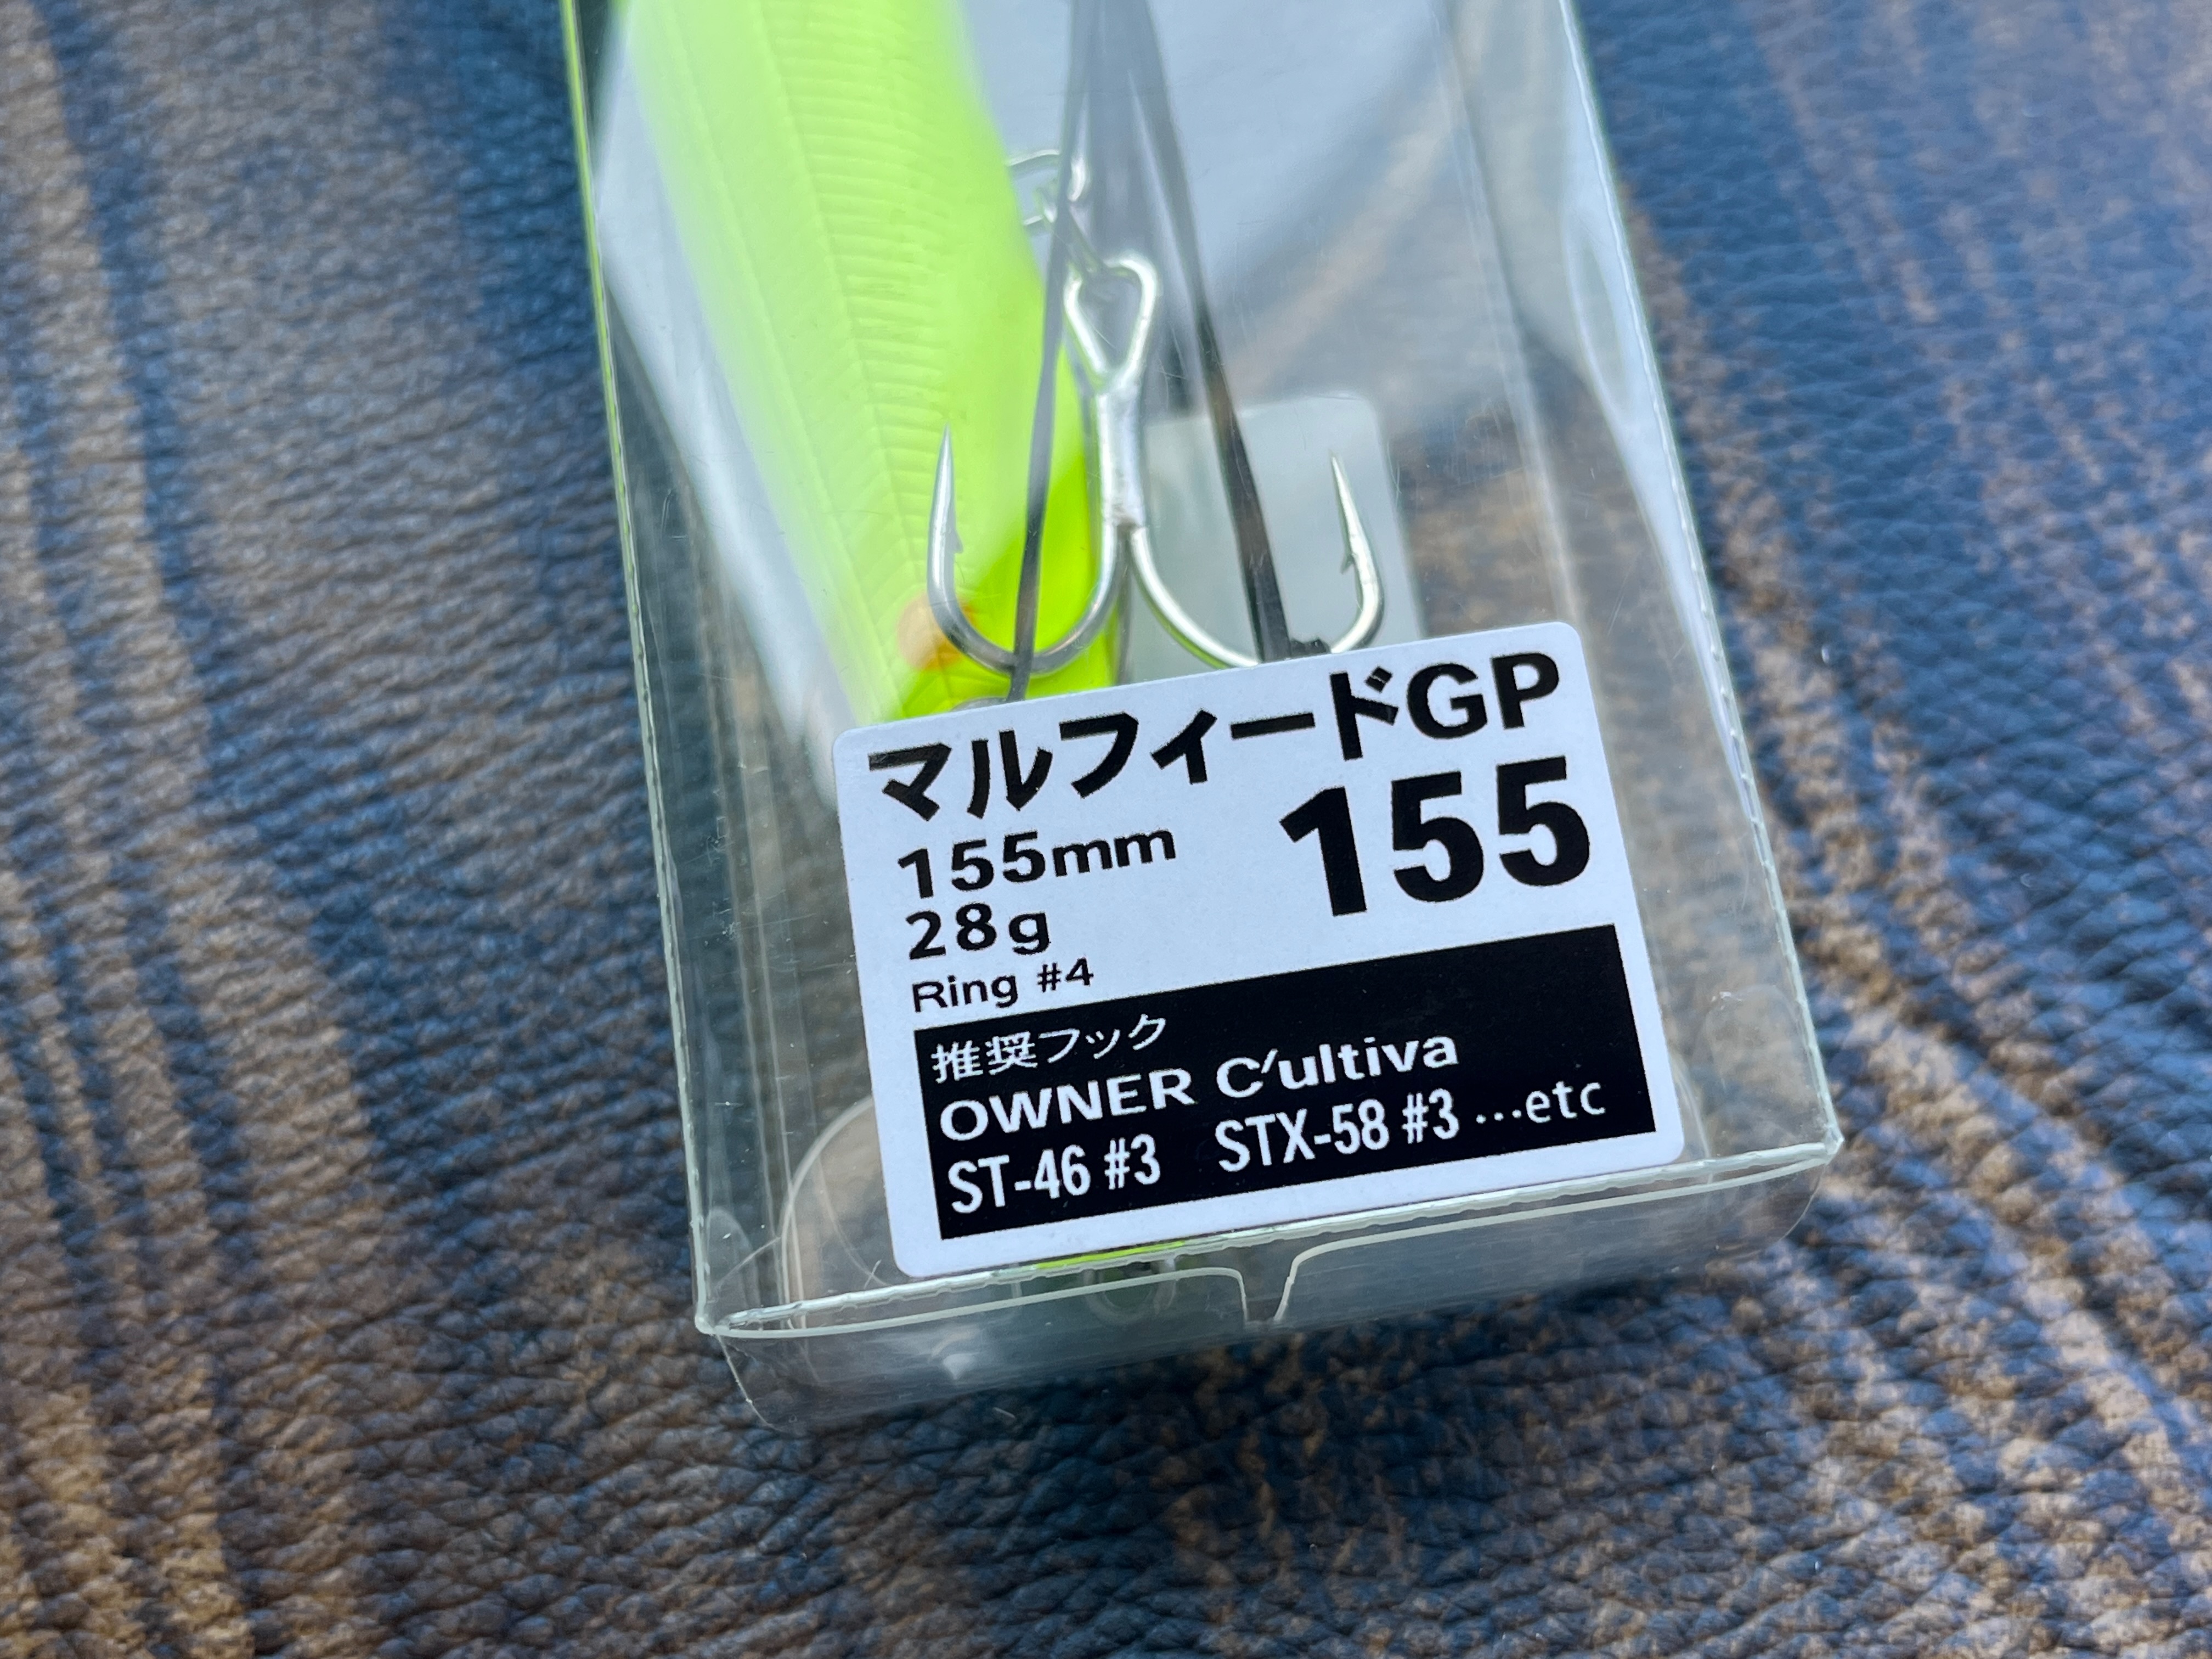 マルフィードGP
155mm 155
28g
Ring #4
推奨フック
OWNER C'ultiva
ST-46 #3 STX-58 #3 …etc